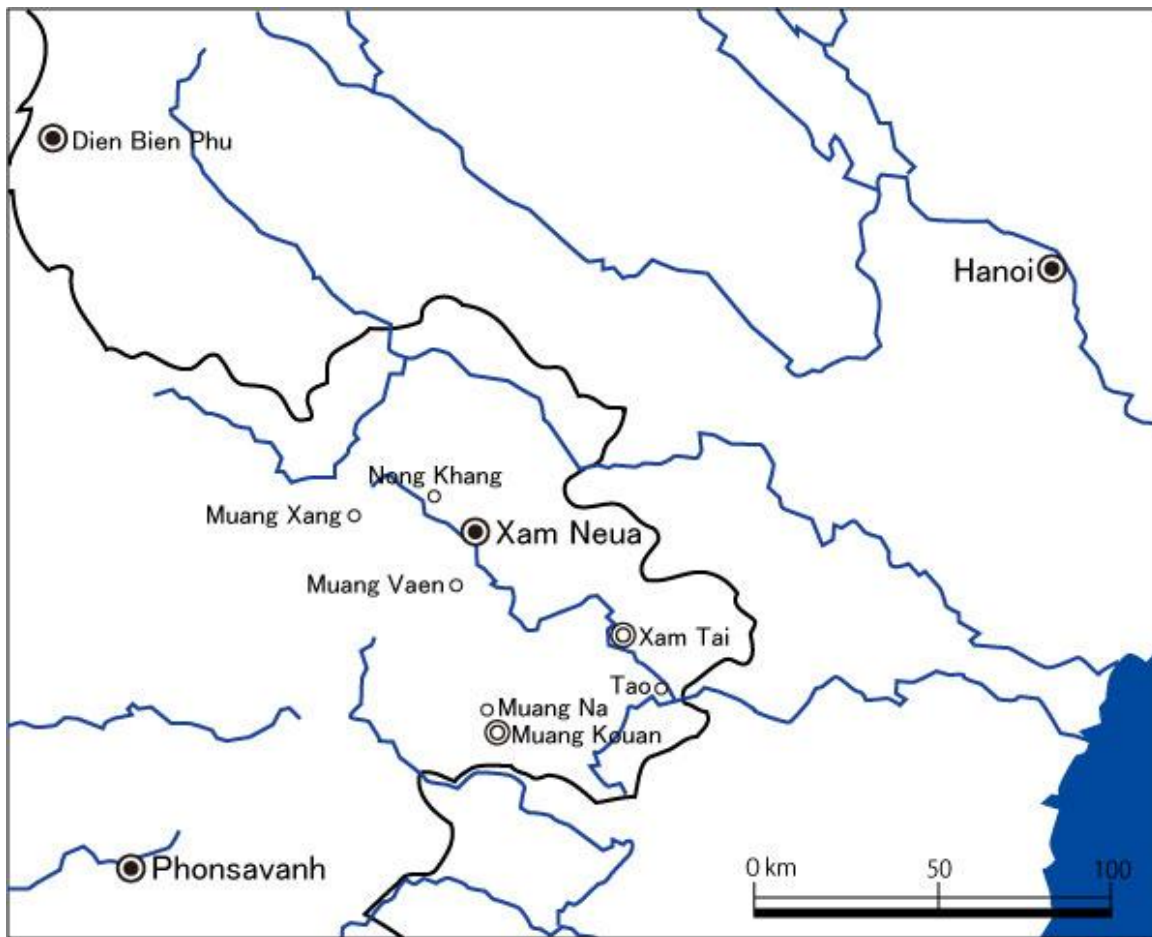 Dien Bien Phu
Hanoi
Nong Khang
Muang Xang
Xam Neua
Muang Vaen
Xam Tai
Tao
Muang Na
Muang Kouan
Phonsavanh
0 km 50 100